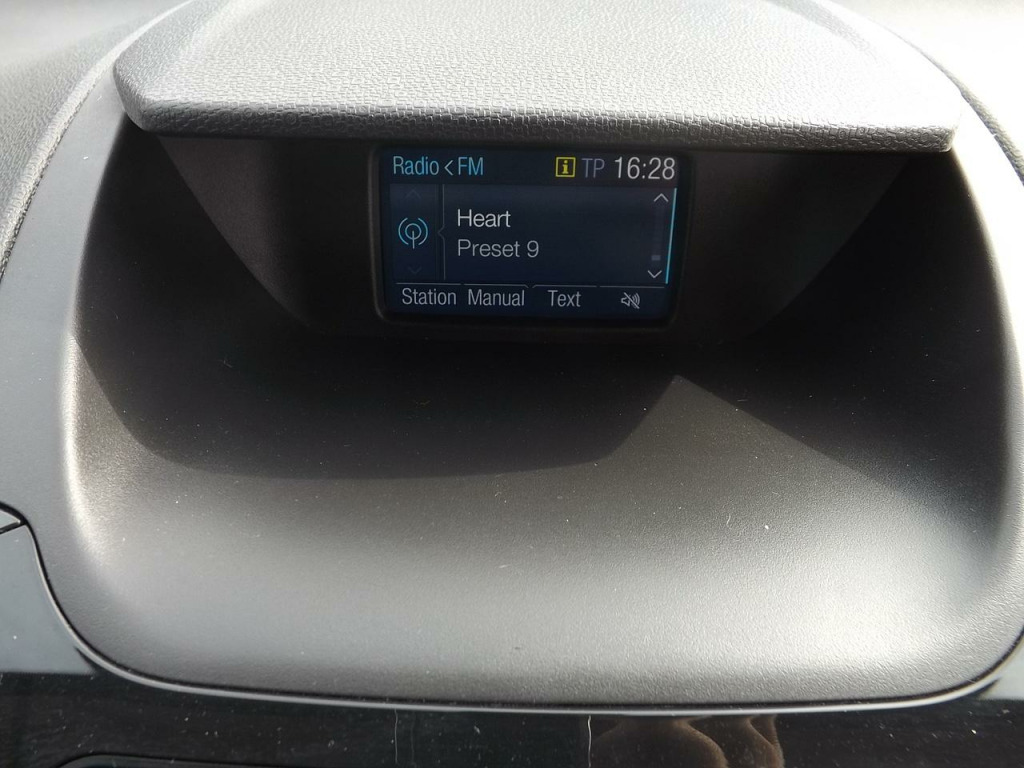 Radio < FM i TP 16:28
Heart
Preset 9
Station Manual Text